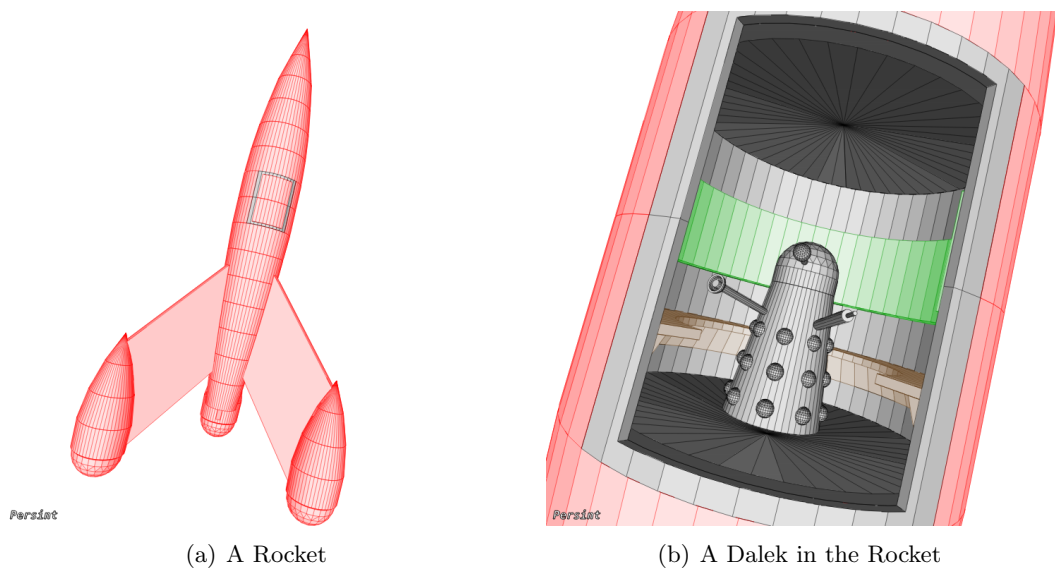 Persint
Persint
(a) A Rocket
(b) A Dalek in the Rocket